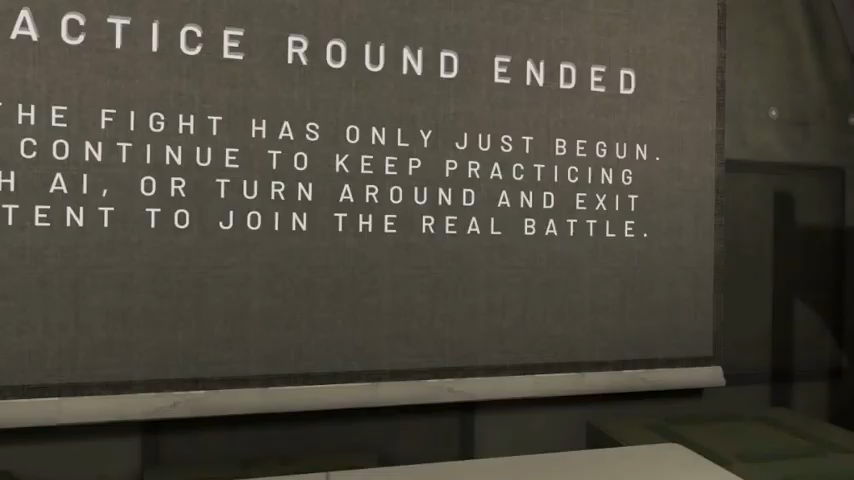 ACTICE ROUND ENDED
THE FIGHT HAS ONLY JUST BEGUN.
CONTINUE TO KEEP PRACTICING
H AI, OR TURN AROUND AND EXIT
TENT TO JOIN THE REAL BATTLE.